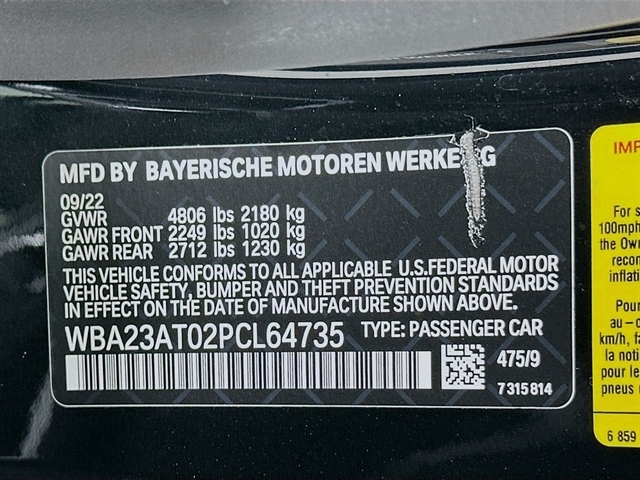 MFD BY BAYERISCHE MOTOREN WERKE
09/22
GVWR 4806 lbs 2180 kg
GAWR FRONT 2249 lbs 1020 kg
GAWR REAR 2712 lbs 1230 kg
THIS VEHICLE CONFORMS TO ALL APPLICABLE U.S.FEDERAL MOTOR
VEHICLE SAFETY, BUMPER AND THEFT PREVENTION STANDARDS
IN EFFECT ON THE DATE OF MANUFACTURE SHOWN ABOVE.
WBA23AT02PCL64735 TYPE: PASSENGER CAR
475/9
7315814
For s
100mph
the Ow
recom
inflati
Pour
au-
km/h, fa
la notic
pour le
pneus
6 859